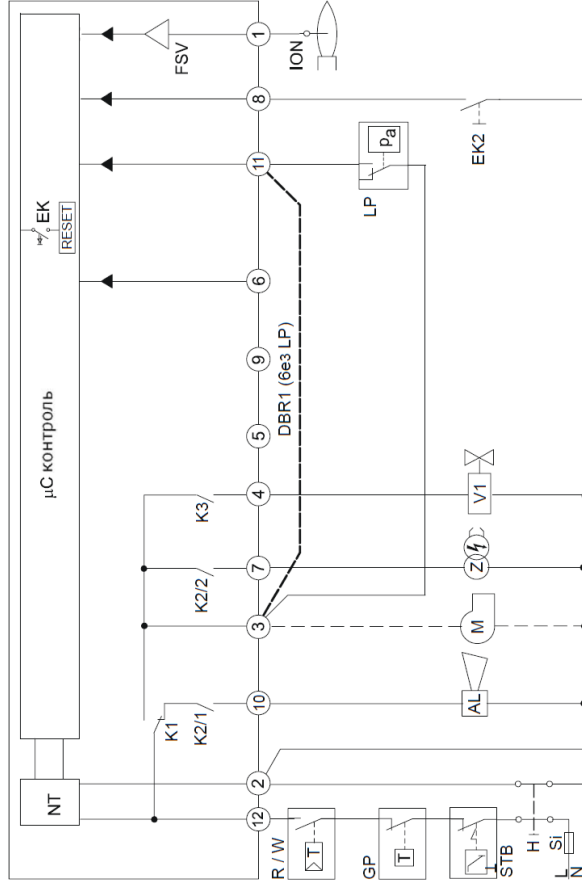 NT
µC контроль
EK
RESET
FSV
K1
K2/1
K2/2
K3
12
2
10
3
7
4
5
9
6
11
8
1
DBR1 (без LP)
ION
R / W
T
LP
pa
GP
T
STB
AL
M
Z
V1
EK2
H
Si
L
N